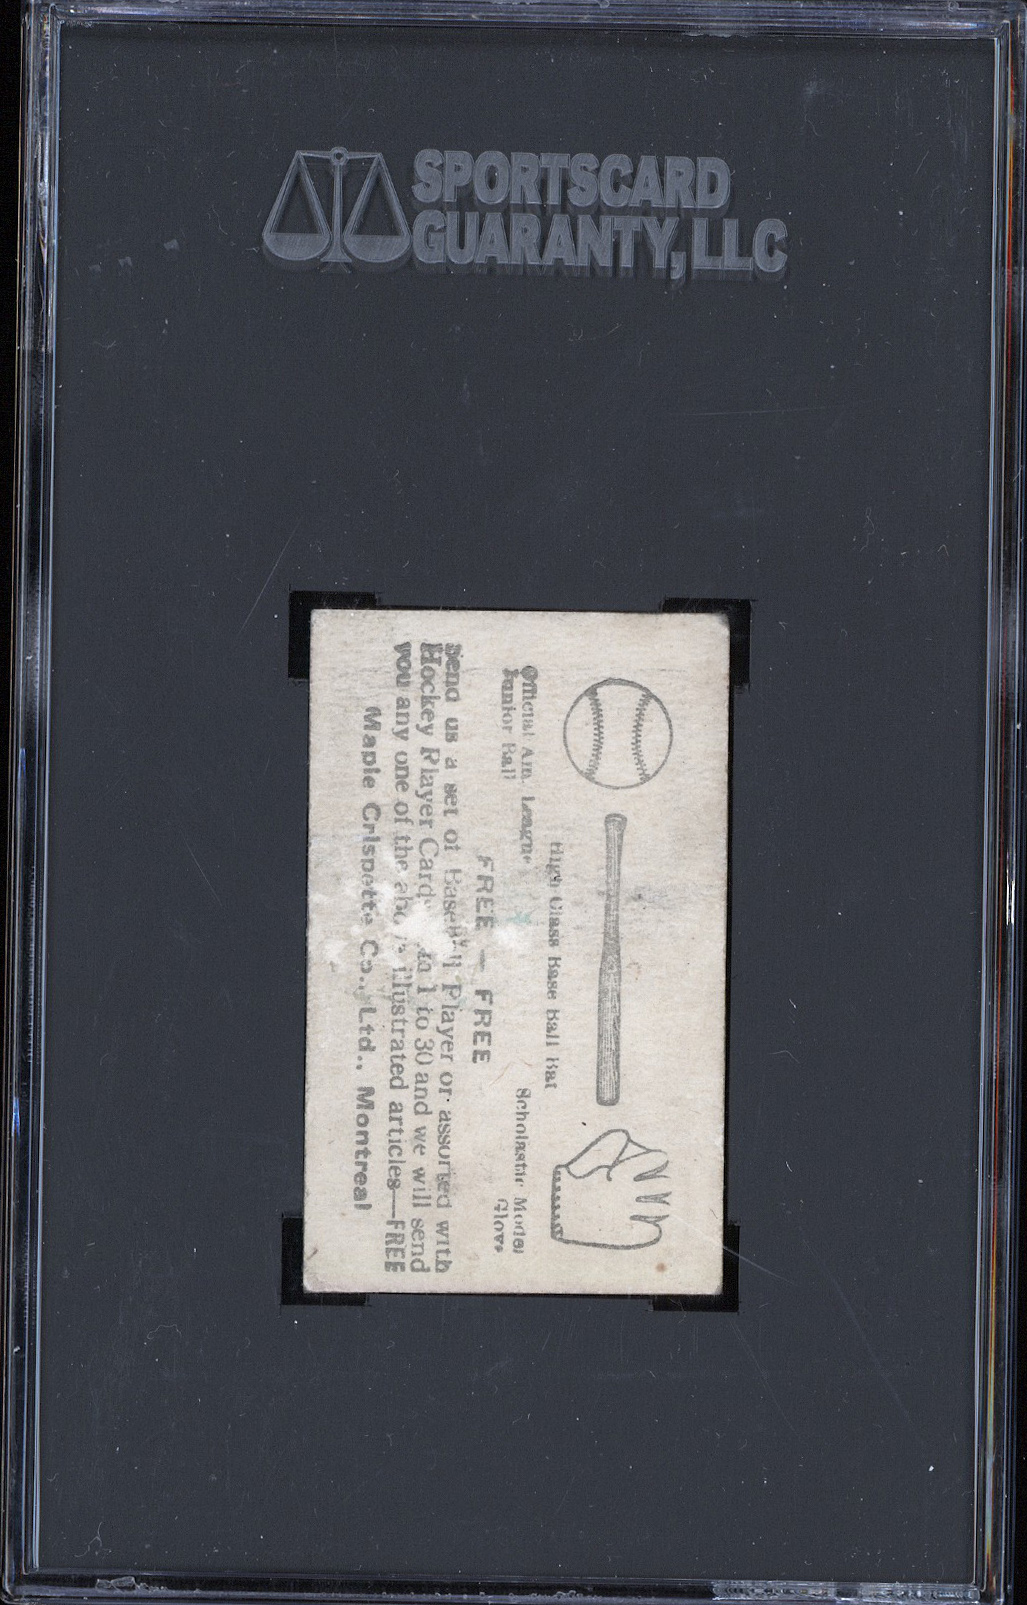 SPORTSCARD
GUARANTY, LLC
Official Am. League
Junior Ball
High Class Base Ball Bat
Scholastic Model
Glove
FREE — FREE
Send us a set of Baseball Player or assorted with
Hockey Player Cards 1 to 30 and we will send
you any one of the above illustrated articles—FREE
Maple Crispette Co., Ltd., Montreal